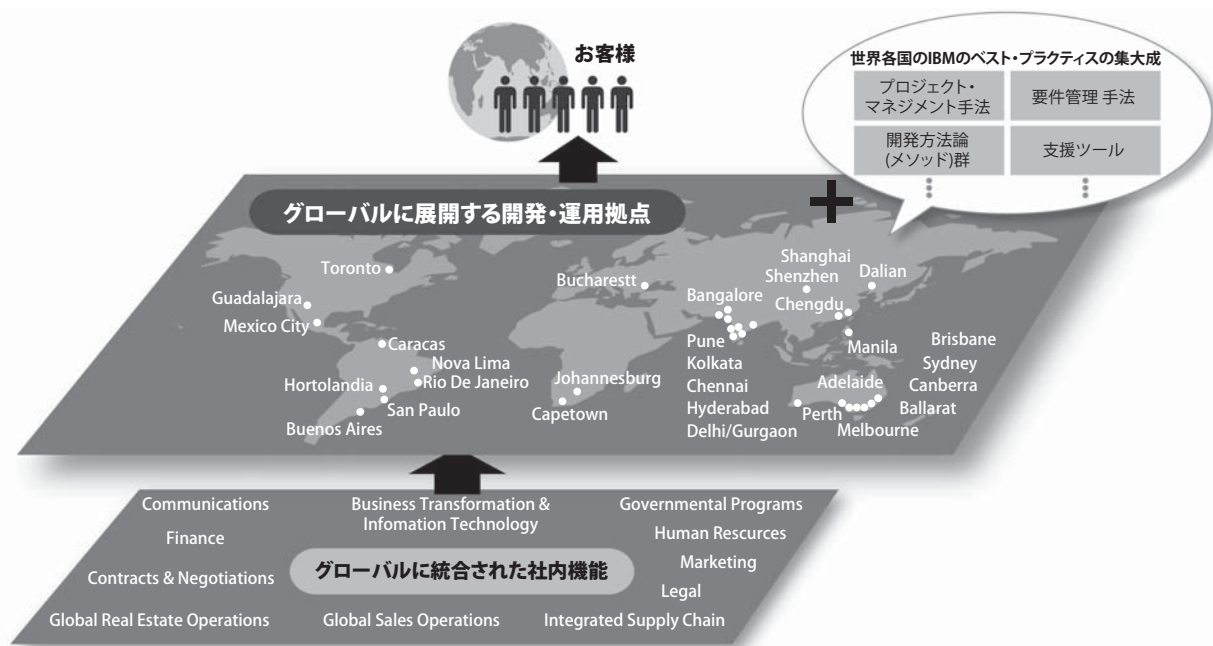 お客様
世界各国のIBMのベスト・プラクティスの集大成
プロジェクト・
マネジメント手法
要件管理 手法
開発方法論
(メソッド)群
支援ツール
グローバルに展開する開発・運用拠点
Toronto
Guadalajara
Mexico City
Caracas
Nova Lima
Hortolandia
Rio De Janeiro
San Paulo
Buenos Aires
Bucharestt
Johannesburg
Capetown
Bangalore
Pune
Kolkata
Chennai
Hyderabad
Delhi/Gurgaon
Shanghai
Shenzhen
Dalian
Chengdu
Manila
Adelaide
Perth
Melbourne
Brisbane
Sydney
Canberra
Ballarat
Communications
Business Transformation &
Infomation Technology
Governmental Programs
Finance
Human Rescurces
Marketing
Contracts & Negotiations
グローバルに統合された社内機能
Legal
Global Real Estate Operations
Global Sales Operations
Integrated Supply Chain